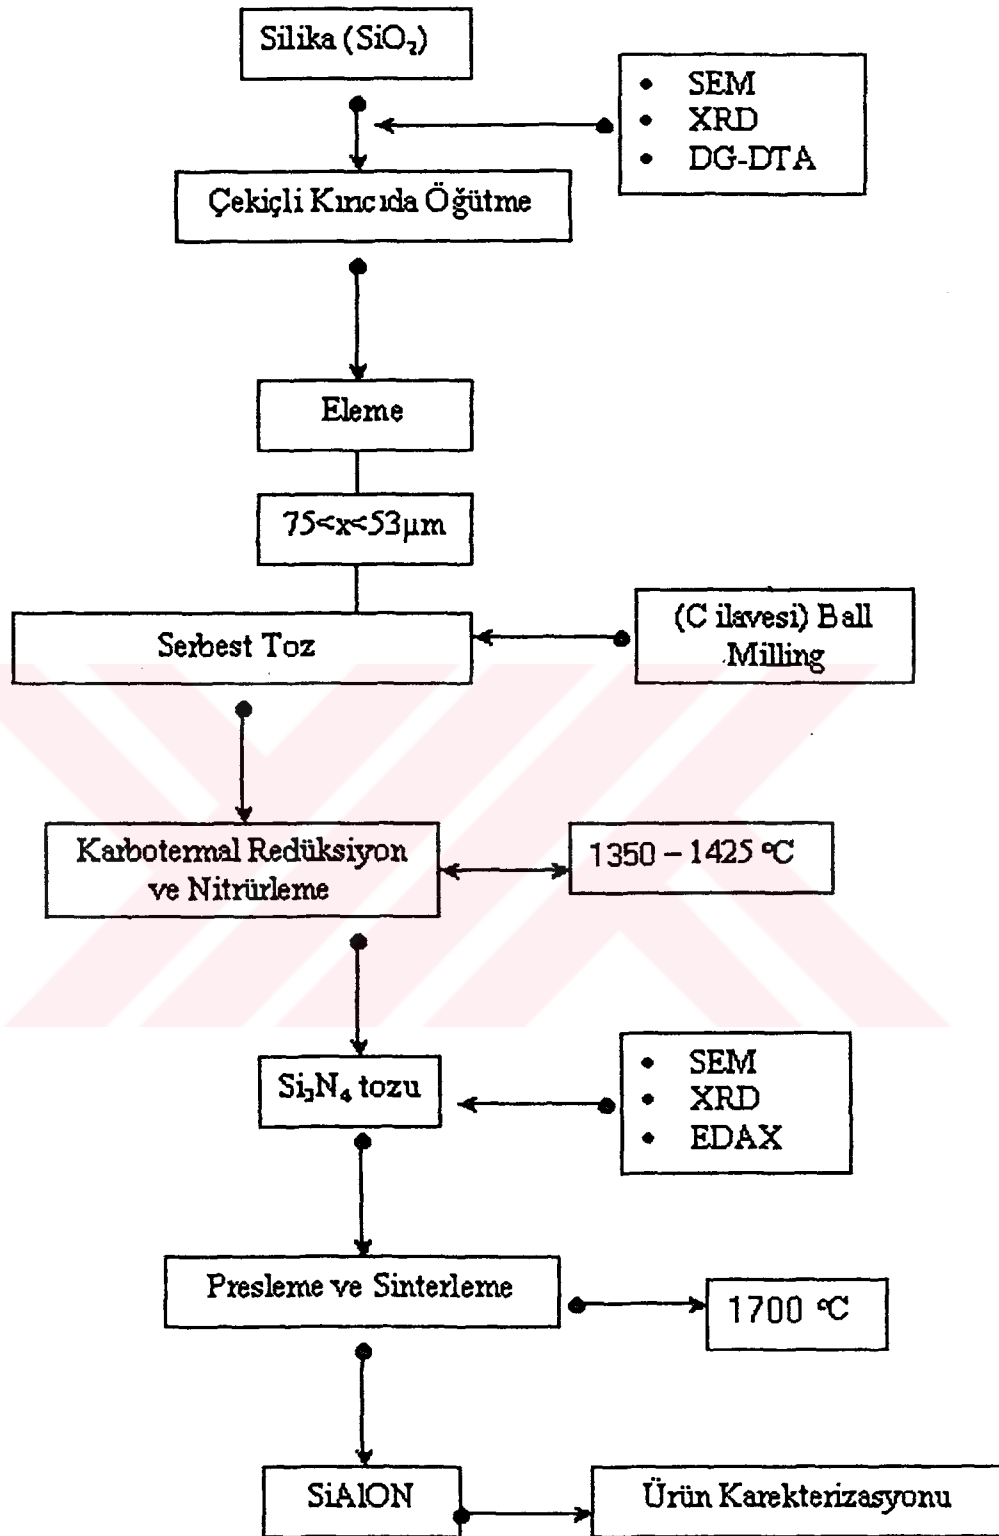 Silika (SiO₂)
• SEM
• XRD
• DG-DTA
Çekiçli Kırıcıda Öğütme
Eleme
75<x<53µm
Serbest Toz
(C ilavesi) Ball
Milling
Karbotermal Redüksiyon
ve Nitrürleme
1350 – 1425 °C
Si₃N₄ tozu
• SEM
• XRD
• EDAX
Presleme ve Sinterleme
1700 °C
SiAlON
Ürün Karekterizasyonu